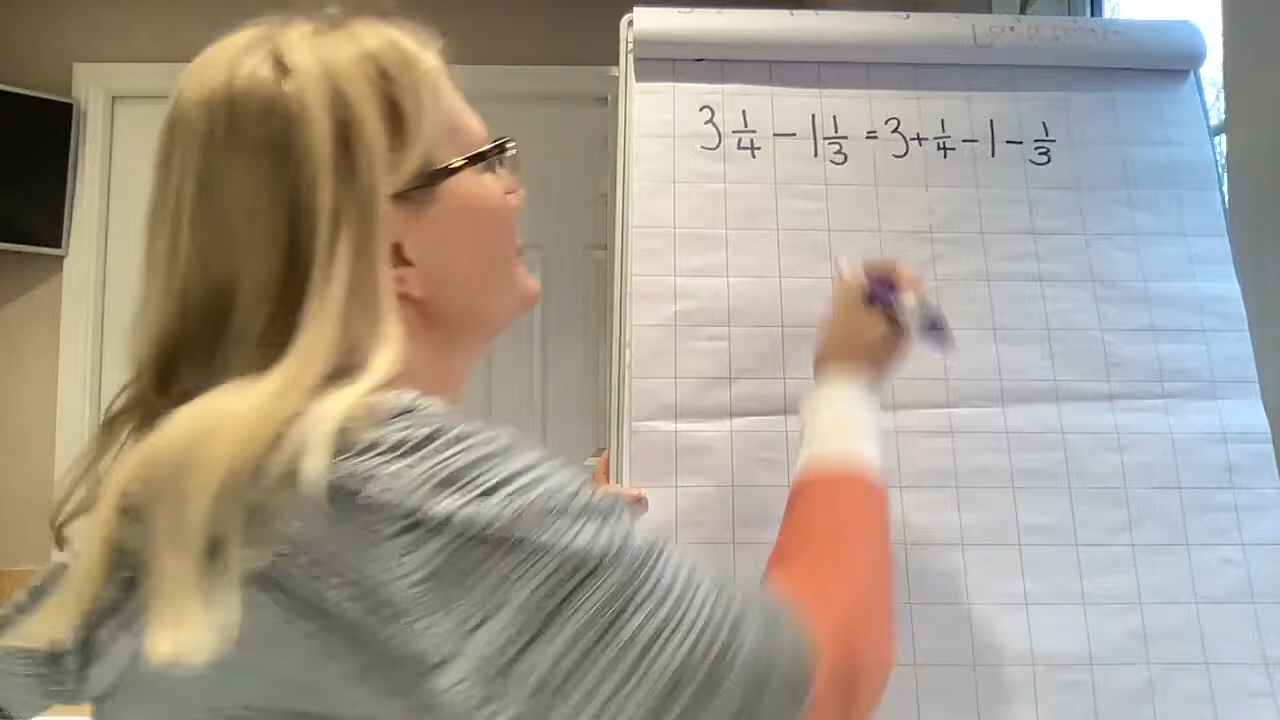 3 1/4 - 1 1/3 = 3 + 1/4 - 1 - 1/3